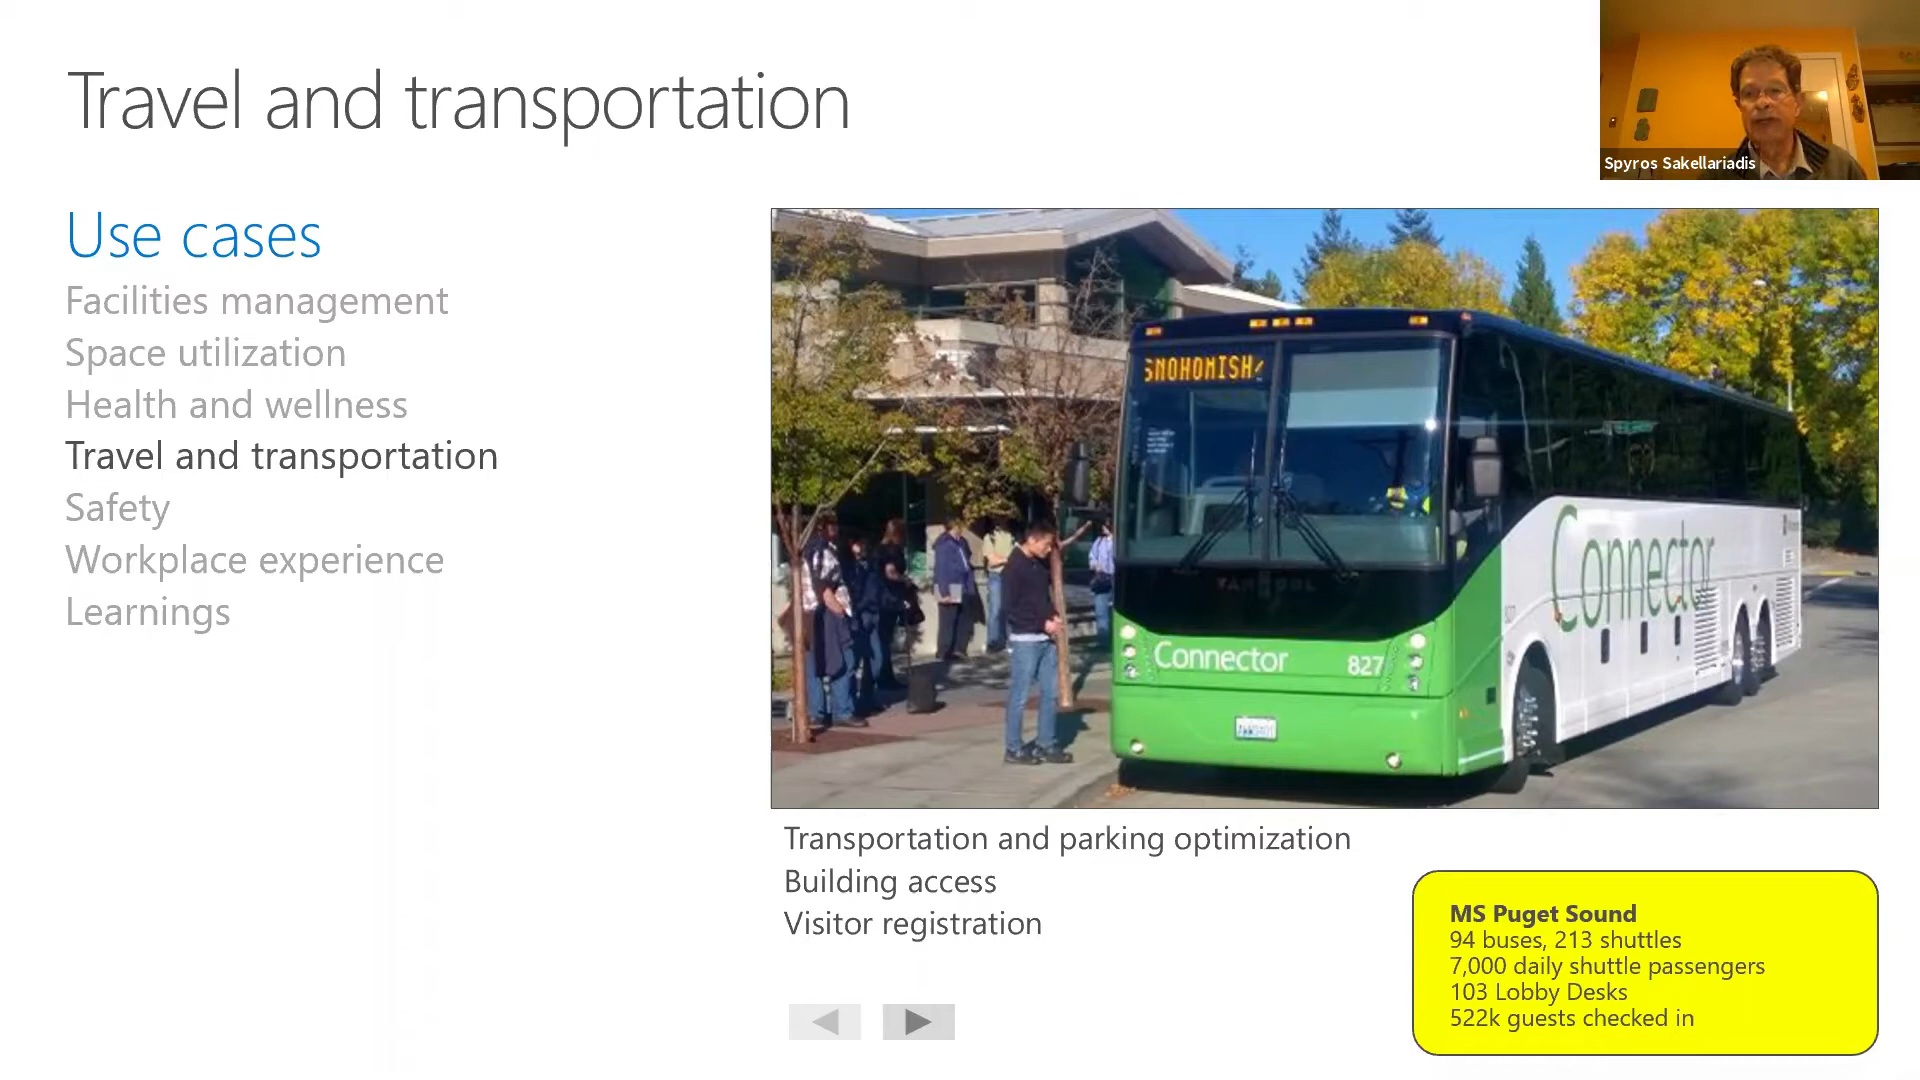 Travel and transportation
Spyros Sakellariadis
Use cases
Facilities management
Space utilization
Health and wellness
Travel and transportation
Safety
Workplace experience
Learnings
SNOHOMISH/
Connector
Connector 827
Transportation and parking optimization
Building access
Visitor registration
MS Puget Sound
94 buses, 213 shuttles
7,000 daily shuttle passengers
103 Lobby Desks
522k guests checked in